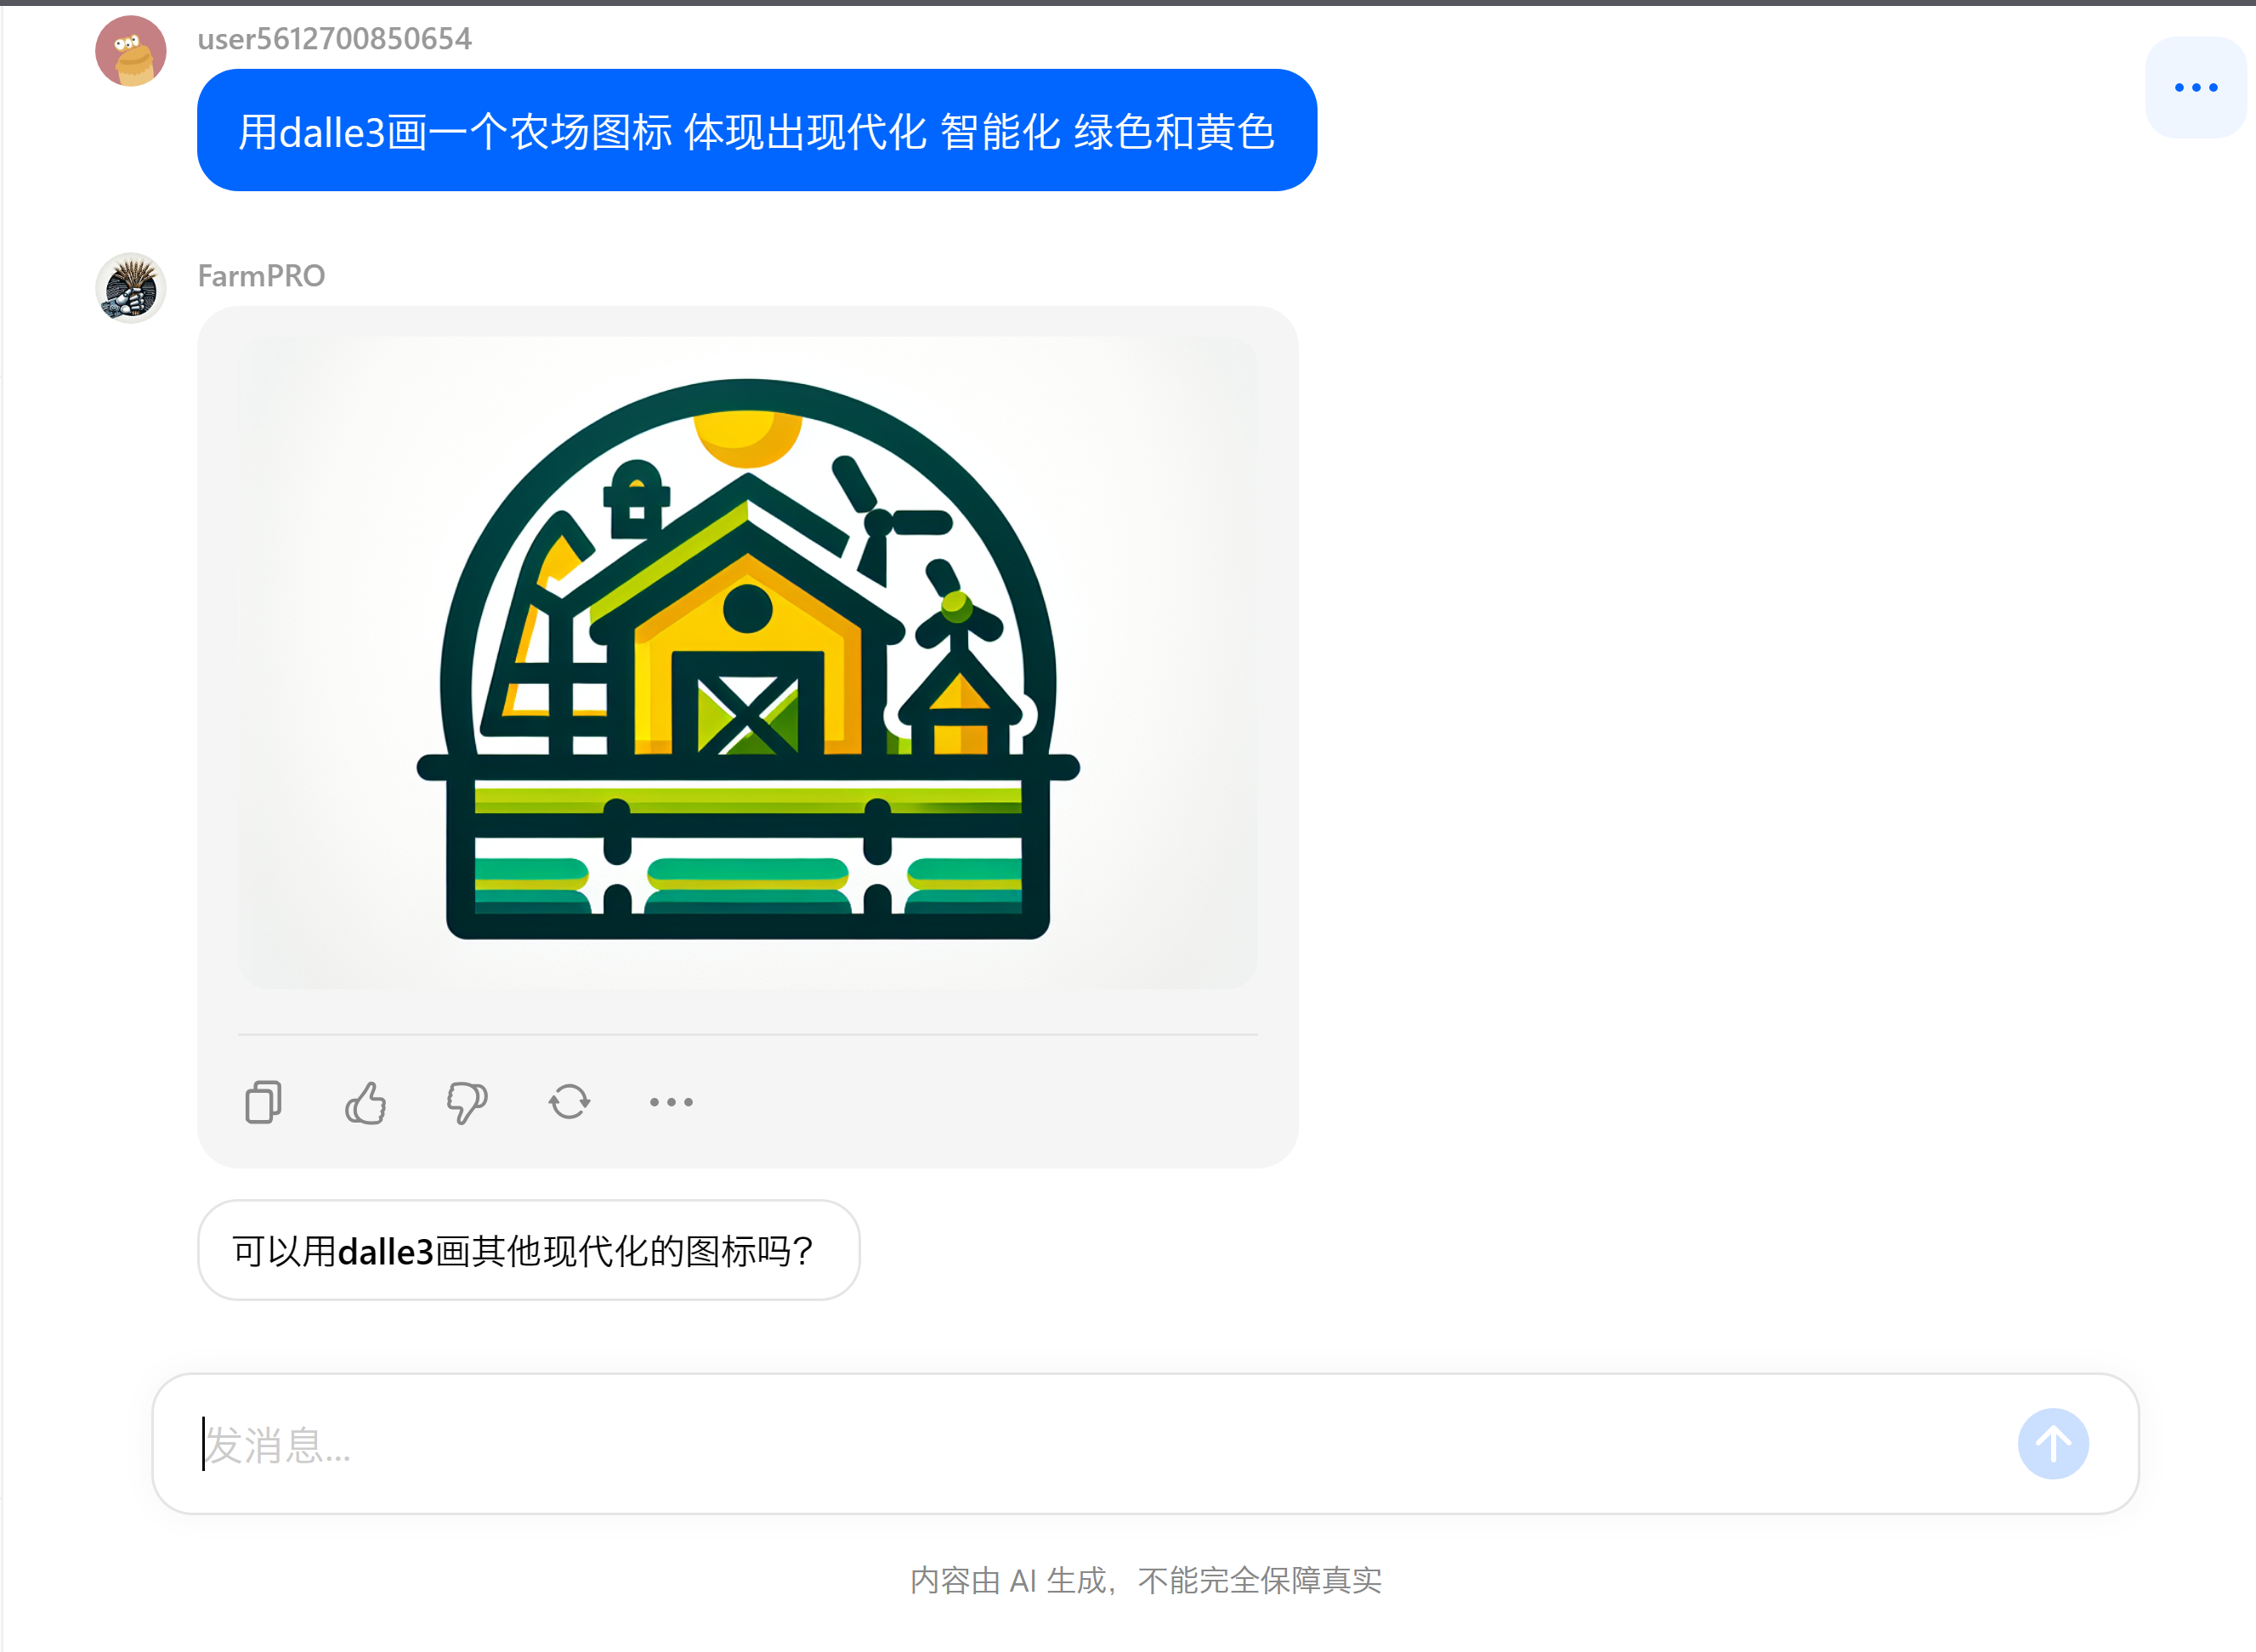 user5612700850654
用dalle3画一个农场图标 体现出现代化 智能化 绿色和黄色
FarmPRO
可以用dalle3画其他现代化的图标吗？
发消息...
内容由 AI 生成，不能完全保障真实